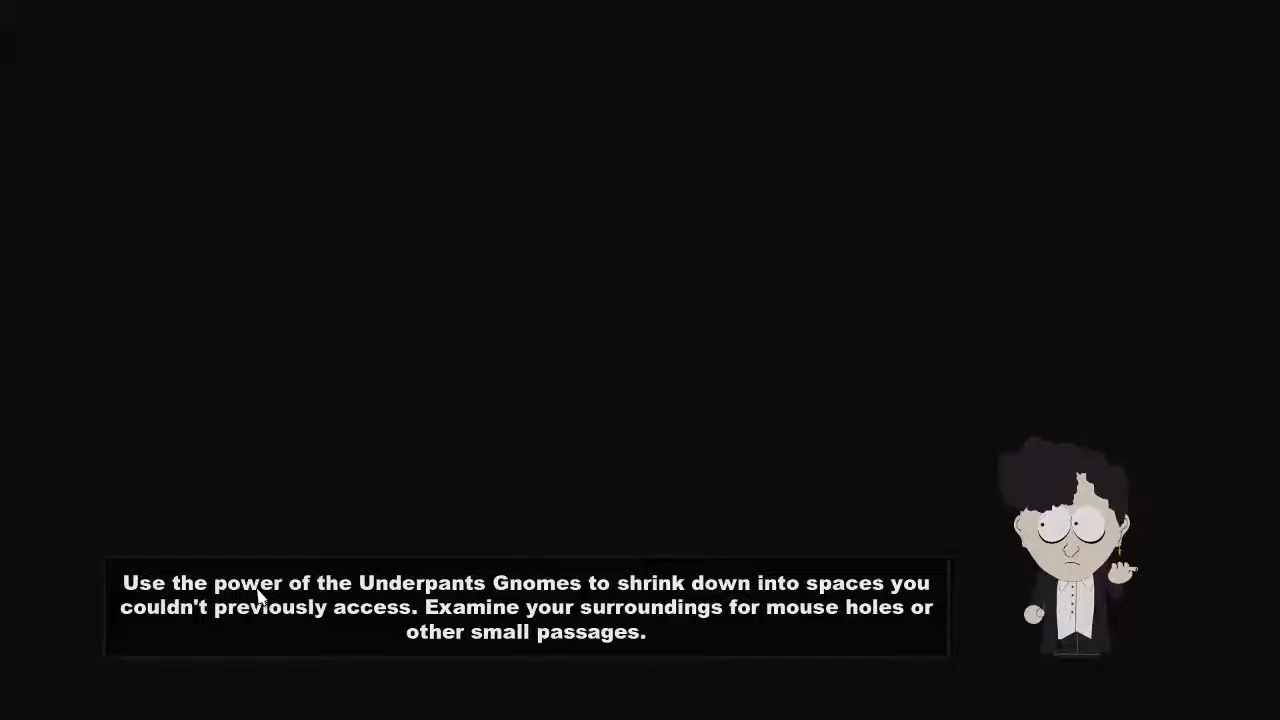 Use the power of the Underpants Gnomes to shrink down into spaces you
couldn't previously access. Examine your surroundings for mouse holes or
other small passages.